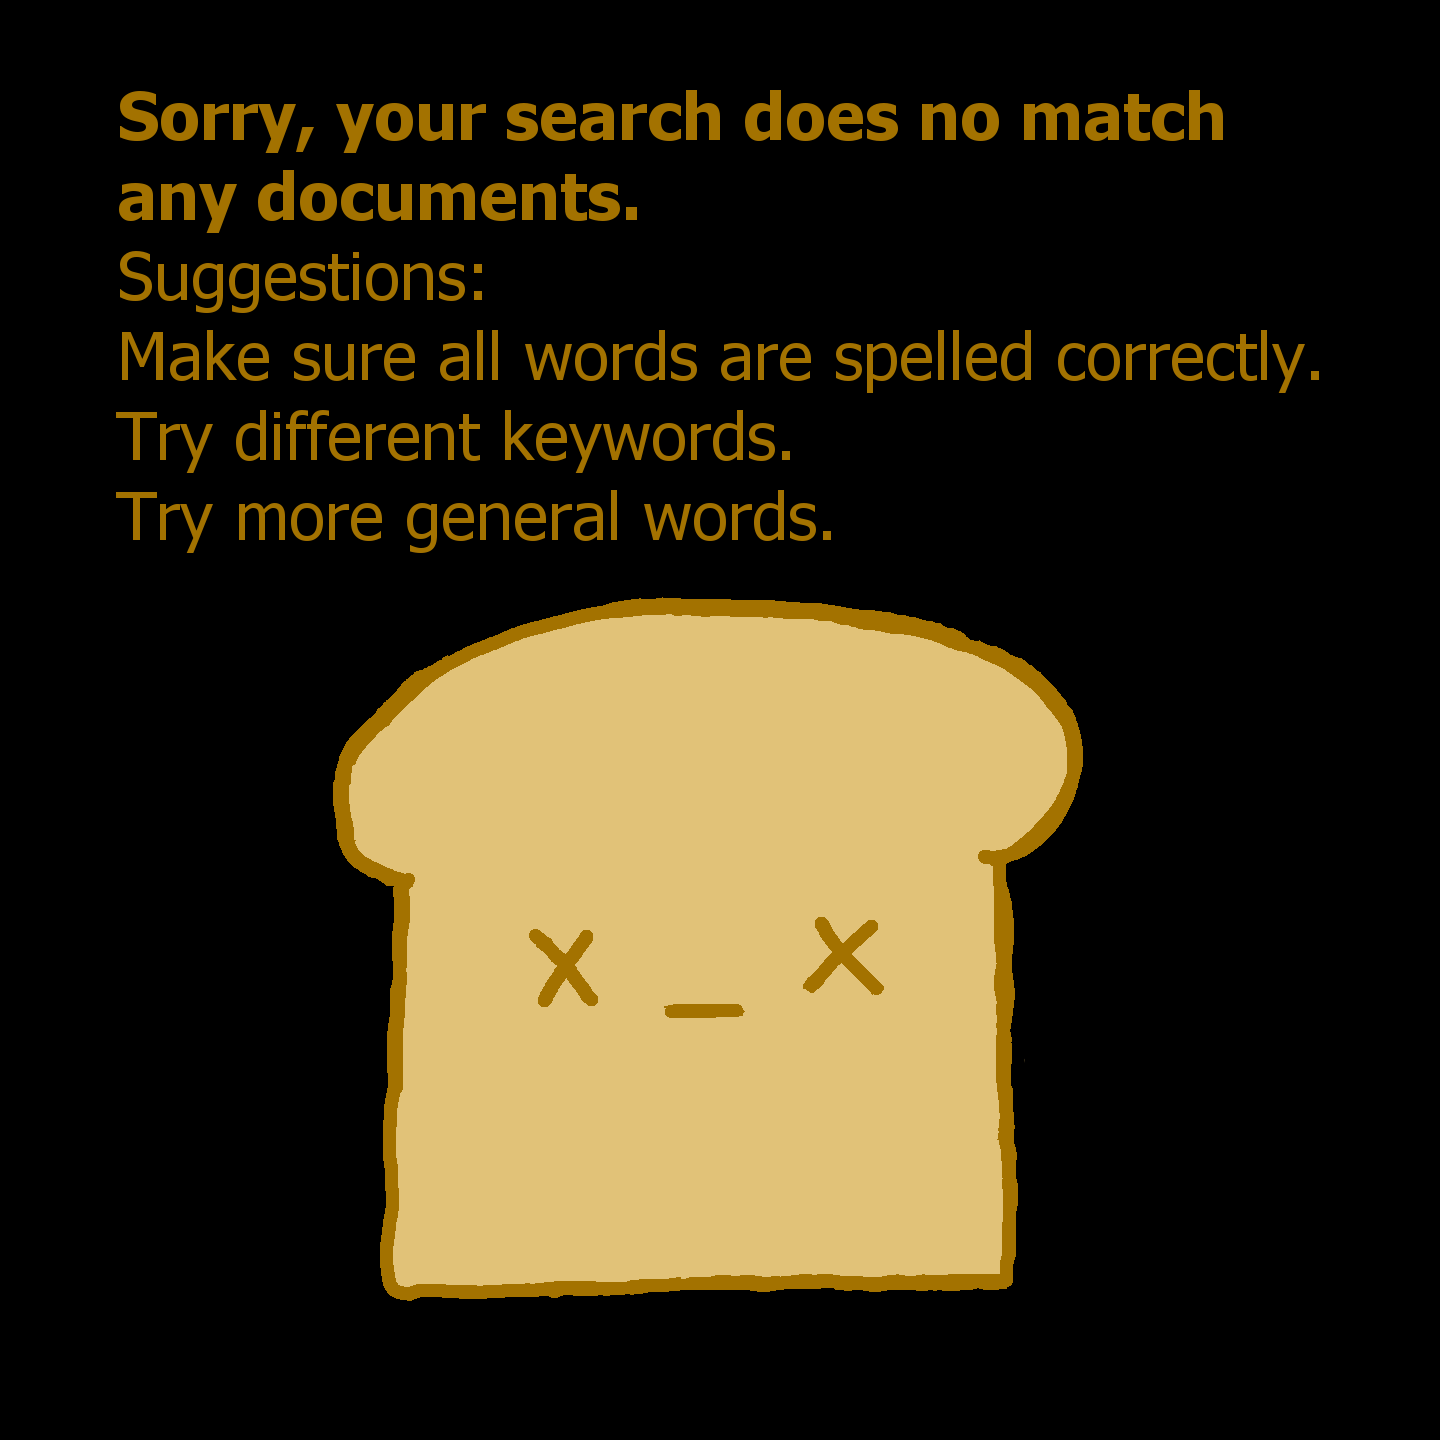 Sorry, your search does no match
any documents.
Suggestions:
Make sure all words are spelled correctly.
Try different keywords.
Try more general words.